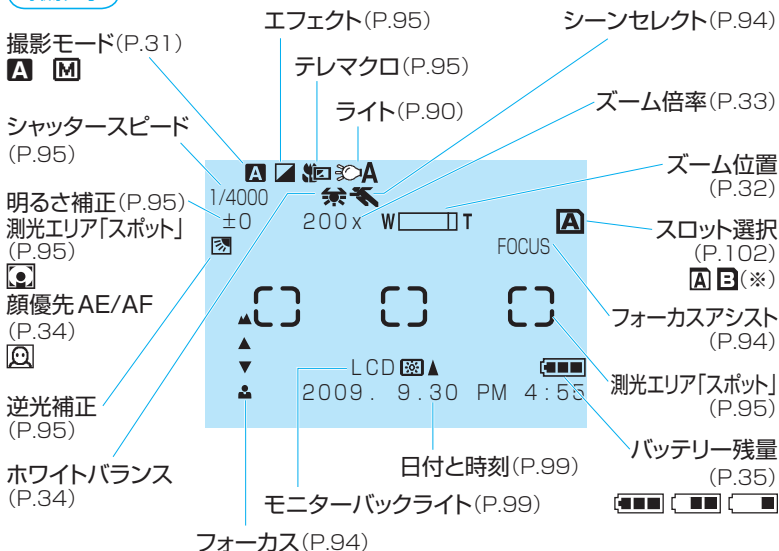 エフェクト(P.95)
シーンセレクト(P.94)
撮影モード(P.31)
A M
テレマクロ(P.95)
ズーム倍率(P.33)
ライト(P.90)
シャッタースピード
(P.95)
ズーム位置
(P.32)
A A
1/4000
明るさ補正(P.95)
±0 200x W T A
測光エリア「スポット」
(P.95)
スロット選択
(P.102)
A B(※)
FOCUS
顔優先AE/AF
(P.34)
フォーカスアシスト
(P.94)
逆光補正
(P.95)
LCD
測光エリア「スポット」
(P.95)
2009. 9.30 PM 4:55
ホワイトバランス
(P.34)
バッテリー残量
(P.35)
日付と時刻(P.99)
モニターバックライト(P.99)
フォーカス(P.94)